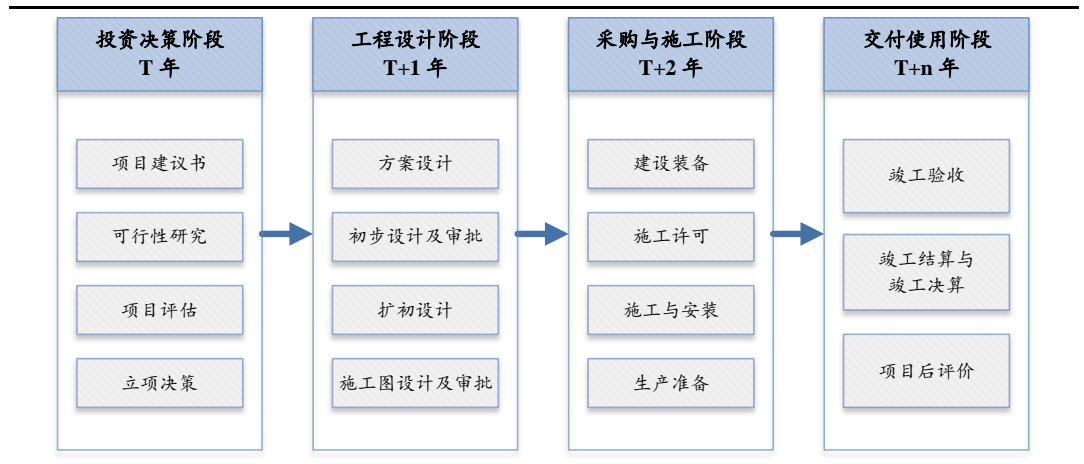 投资决策阶段
T 年
项目建议书
可行性研究
项目评估
立项决策
工程设计阶段
T+1 年
方案设计
初步设计及审批
扩初设计
施工图设计及审批
采购与施工阶段
T+2 年
建设装备
施工许可
施工与安装
生产准备
交付使用阶段
T+n 年
竣工验收
竣工结算与
竣工决算
项目后评价